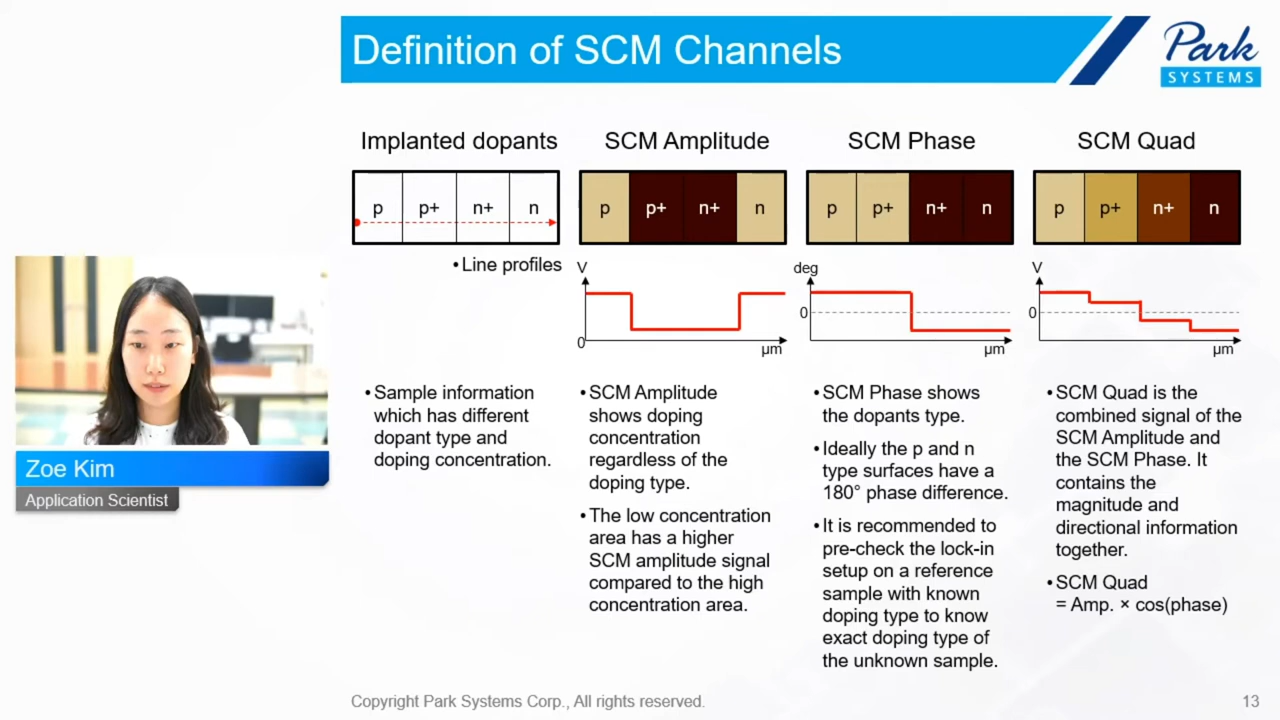 Definition of SCM Channels
Park
SYSTEMS
Implanted dopants
p p+ n+ n
• Line profiles
• Sample information
which has different
dopant type and
doping concentration.
SCM Amplitude
p p+ n+ n
V
0
µm
• SCM Amplitude
shows doping
concentration
regardless of the
doping type.
• The low concentration
area has a higher
SCM amplitude signal
compared to the high
concentration area.
SCM Phase
p p+ n+ n
deg
0
µm
• SCM Phase shows
the dopants type.
• Ideally the p and n
type surfaces have a
180° phase difference.
• It is recommended to
pre-check the lock-in
setup on a reference
sample with known
doping type to know
exact doping type of
the unknown sample.
SCM Quad
p p+ n+ n
V
0
µm
• SCM Quad is the
combined signal of the
SCM Amplitude and
the SCM Phase. It
contains the
magnitude and
directional information
together.
• SCM Quad
= Amp. × cos(phase)
Zoe Kim
Application Scientist
Copyright Park Systems Corp., All rights reserved.
13